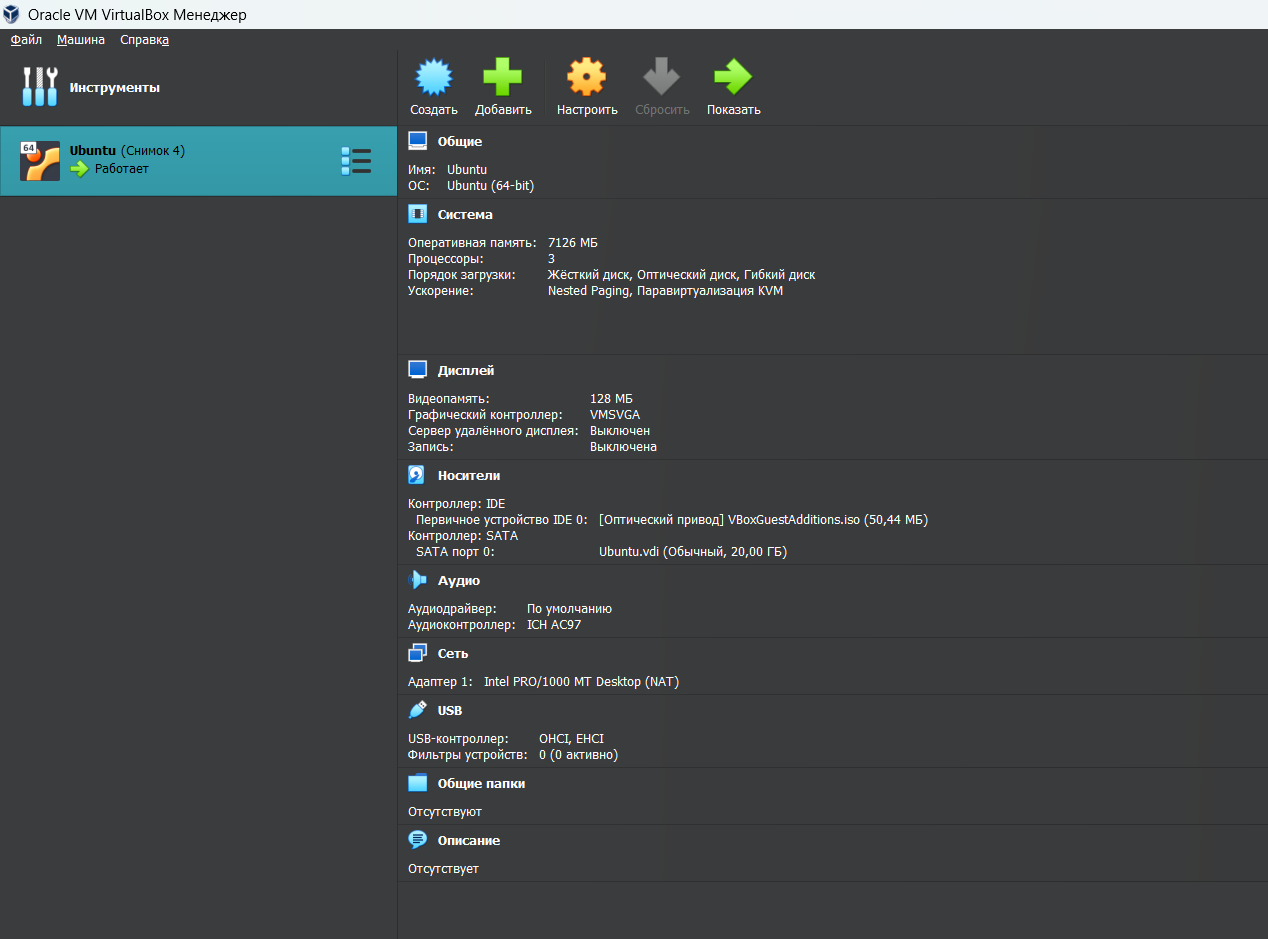 Oracle VM VirtualBox Менеджер
Файл Машина Справка
Инструменты
Создать Добавить Настроить Сбросить Показать
64
Ubuntu (Снимок 4)
Работает
Общие
Имя: Ubuntu
ОС: Ubuntu (64-bit)
Система
Оперативная память: 7126 МБ
Процессоры: 3
Порядок загрузки: Жёсткий диск, Оптический диск, Гибкий диск
Ускорение: Nested Paging, Паравиртуализация KVM
Дисплей
Видеопамять: 128 МБ
Графический контроллер: VMSVGA
Сервер удалённого дисплея: Выключен
Запись: Выключена
Носители
Контроллер: IDE
Первичное устройство IDE 0: [Оптический привод] VBoxGuestAdditions.iso (50,44 МБ)
Контроллер: SATA
SATA порт 0: Ubuntu.vdi (Обычный, 20,00 ГБ)
Аудио
Аудиодрайвер: По умолчанию
Аудиоконтроллер: ICH AC97
Сеть
Адаптер 1: Intel PRO/1000 MT Desktop (NAT)
USB
USB-контроллер: OHCI, EHCI
Фильтры устройств: 0 (0 активно)
Общие папки
Отсутствуют
Описание
Отсутствует